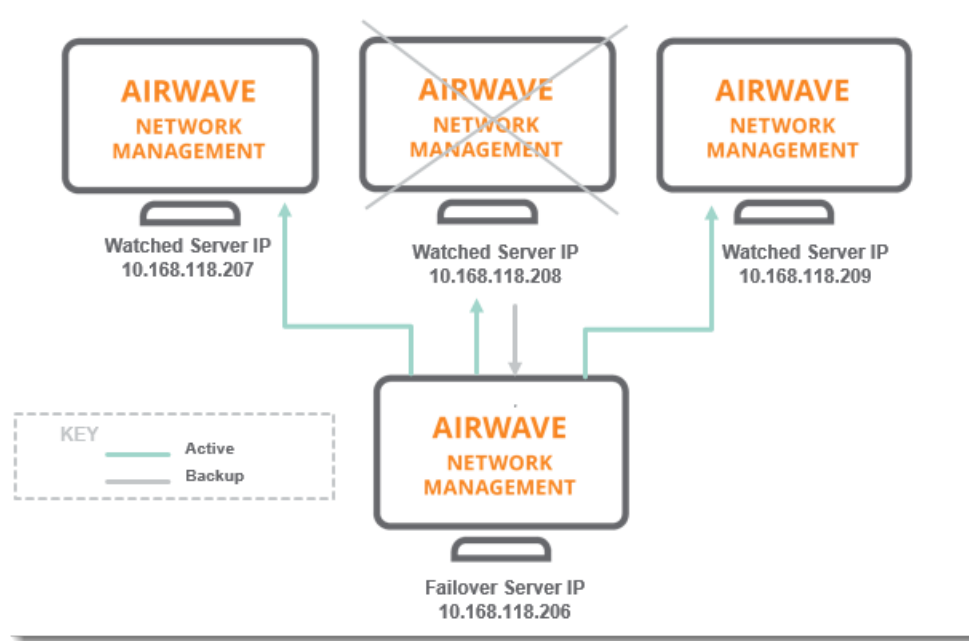 AIRWAVE
NETWORK
MANAGEMENT
AIRWAVE
NETWORK
MANAGEMENT
AIRWAVE
NETWORK
MANAGEMENT
Watched Server IP
10.168.118.207
Watched Server IP
10.168.118.208
Watched Server IP
10.168.118.209
KEY
Active
Backup
AIRWAVE
NETWORK
MANAGEMENT
Failover Server IP
10.168.118.206